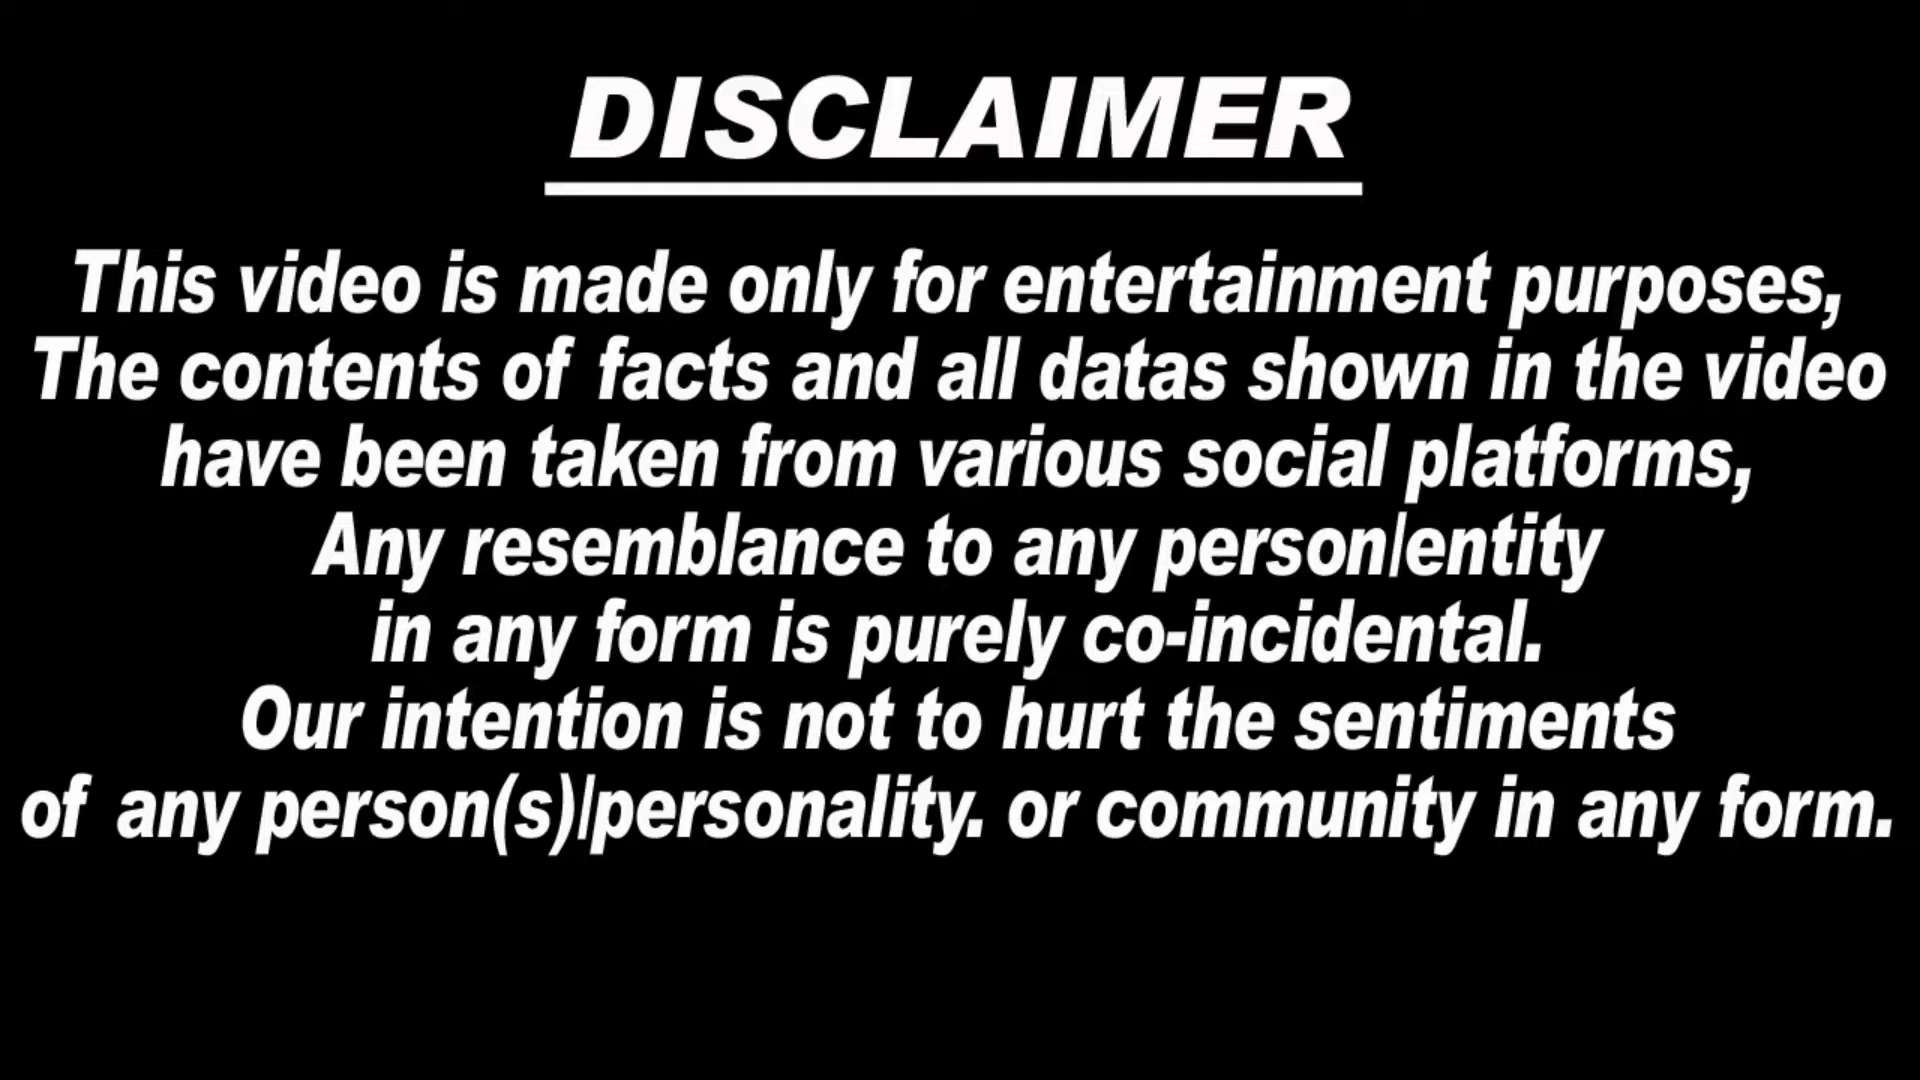 DISCLAIMER
This video is made only for entertainment purposes,
The contents of facts and all datas shown in the video
have been taken from various social platforms,
Any resemblance to any person|entity
in any form is purely co-incidental.
Our intention is not to hurt the sentiments
of any person(s)|personality. or community in any form.